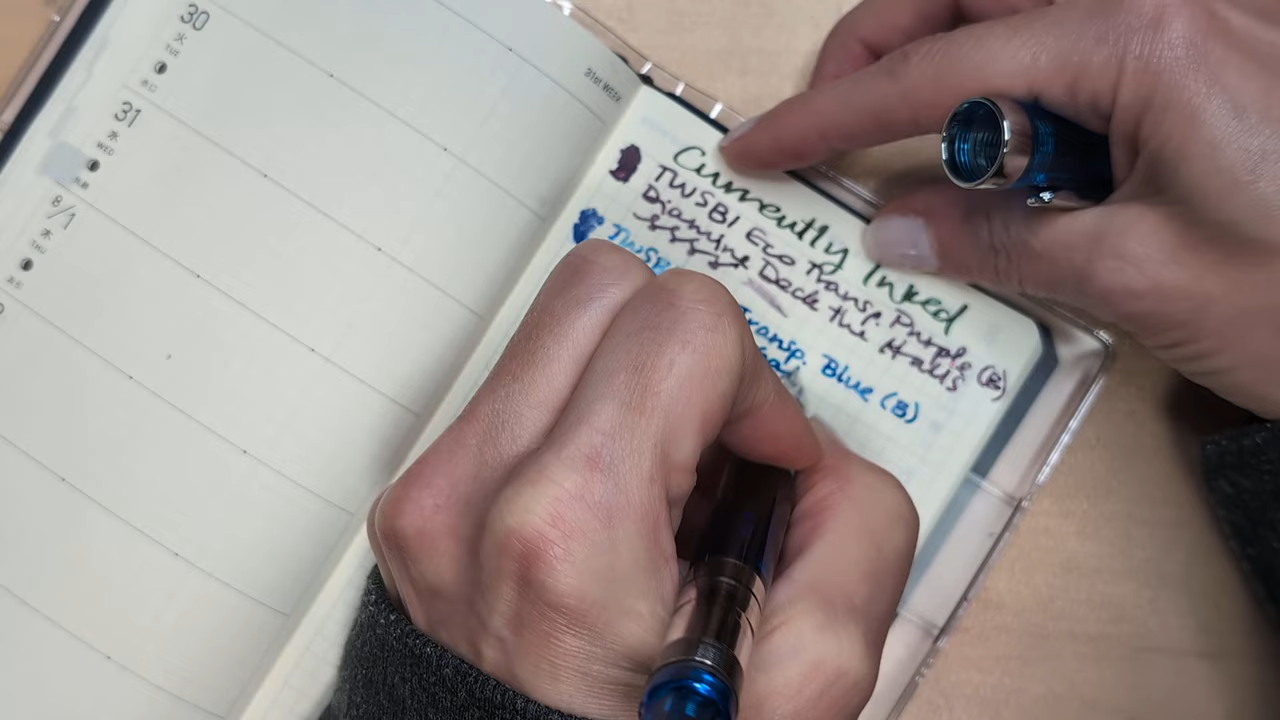 30
火
TUE
31
水
WED
8/1
木
THU
31st WEEK
Currently Inked
TWSBI Eco Transp. Purple (B)
Diamine Deck the Halls
TWSB
Transp. Blue (B)